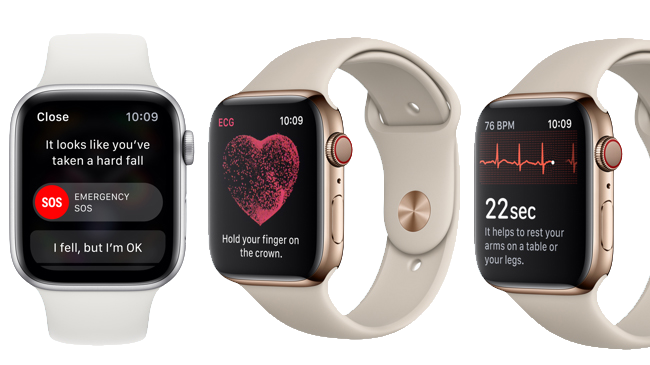 Close 10:09
It looks like you've
taken a hard fall
SOS EMERGENCY
SOS
I fell, but I'm OK
ECG 10:09
Hold your finger on
the crown.
76 BPM 10:09
22sec
It helps to rest your
arms on a table or
your legs.